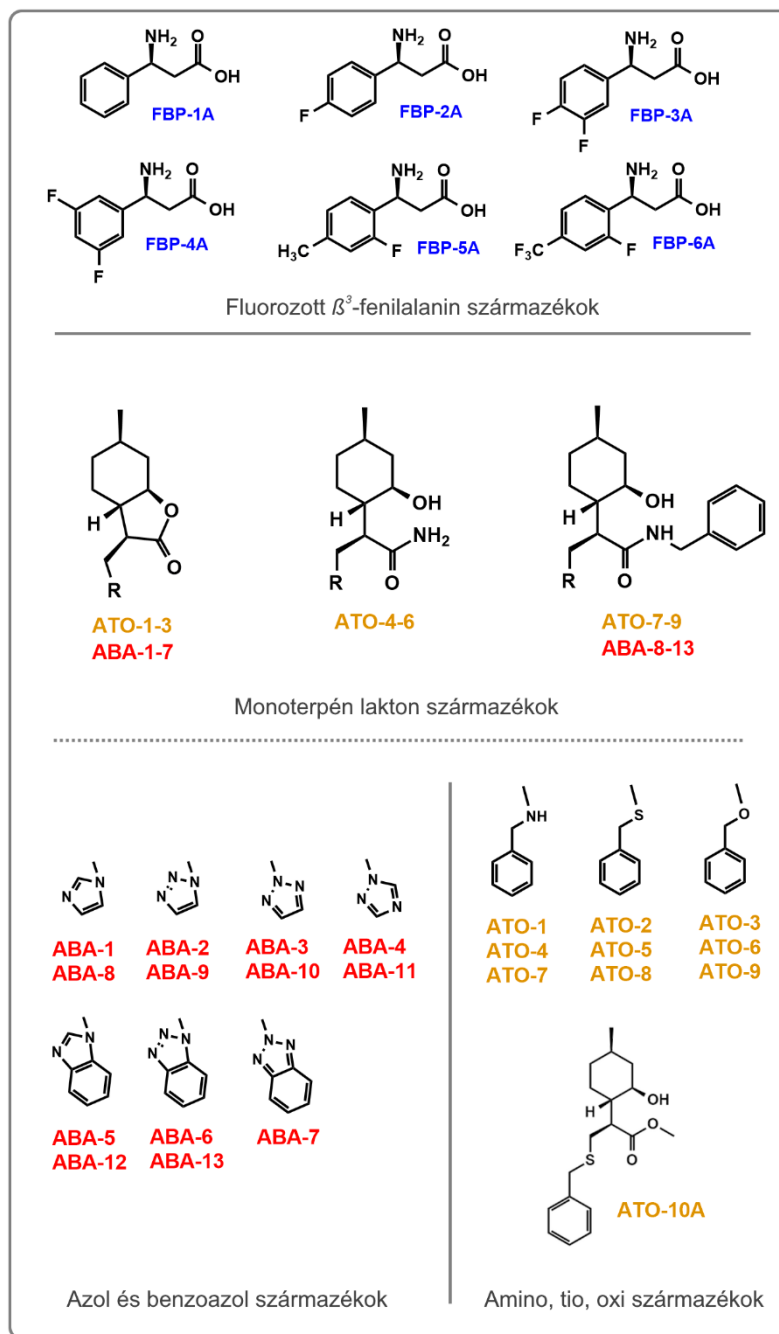 NH₂ O NH₂ O NH₂ O
OH OH OH
FBP-1A F FBP-2A F FBP-3A
F
F NH₂ O NH₂ O NH₂ O
OH OH OH
FBP-4A H₃C F FBP-5A F₃C F FBP-6A
F
Fluorozott ß³-fenilalanin származékok
H O OH OH
O H NH₂ H NH
R R O R O
ATO-1-3 ATO-4-6 ATO-7-9
ABA-1-7 ABA-8-13
Monoterpén lakton származékok
NH S O
N N N N N N N N N N N
ABA-1 ABA-2 ABA-3 ABA-4
ABA-8 ABA-9 ABA-10 ABA-11
ATO-1 ATO-2 ATO-3
ATO-4 ATO-5 ATO-6
ATO-7 ATO-8 ATO-9
N N N N N N N N
ABA-5 ABA-6 ABA-7
ABA-12 ABA-13
H OH
O
S O
ATO-10A
Azol és benzoazol származékok
Amino, tio, oxi származékok